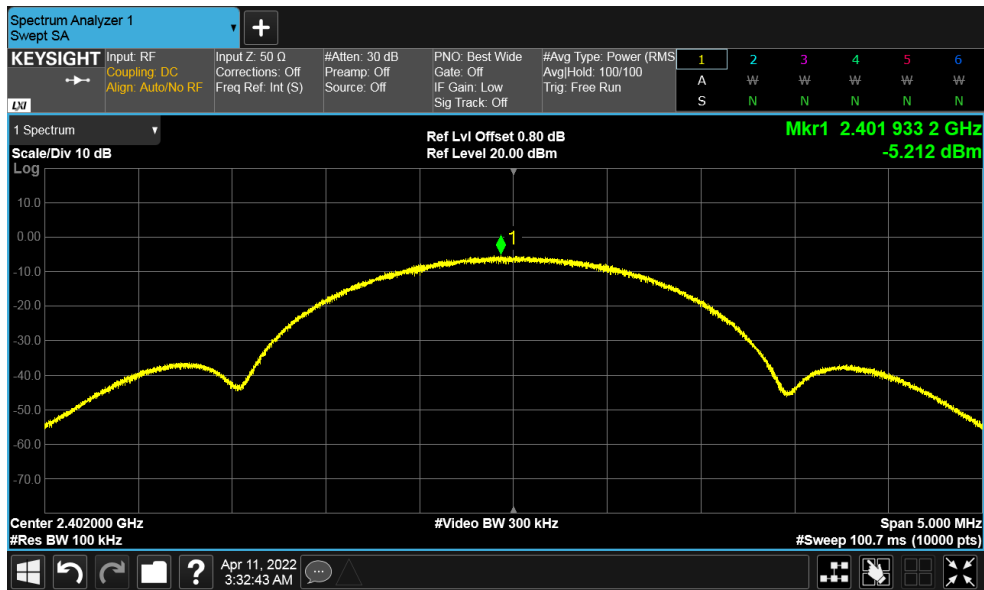 Spectrum Analyzer 1
Swept SA
+
KEYSIGHT
LXI
Input: RF
Coupling: DC
Align: Auto/No RF
Input Z: 50 Ω
Corrections: Off
Freq Ref: Int (S)
#Atten: 30 dB
Preamp: Off
Source: Off
PNO: Best Wide
Gate: Off
IF Gain: Low
Sig Track: Off
#Avg Type: Power (RMS
Avg|Hold: 100/100
Trig: Free Run
1 2 3 4 5 6
A W W W W W
S N N N N N
1 Spectrum
Scale/Div 10 dB
Log
Ref Lvl Offset 0.80 dB
Ref Level 20.00 dBm
Mkr1 2.401 933 2 GHz
-5.212 dBm
10.0
0.00
1
-10.0
-20.0
-30.0
-40.0
-50.0
-60.0
-70.0
Center 2.402000 GHz
#Video BW 300 kHz
Span 5.000 MHz
#Res BW 100 kHz
#Sweep 100.7 ms (10000 pts)
?
Apr 11, 2022
3:32:43 AM